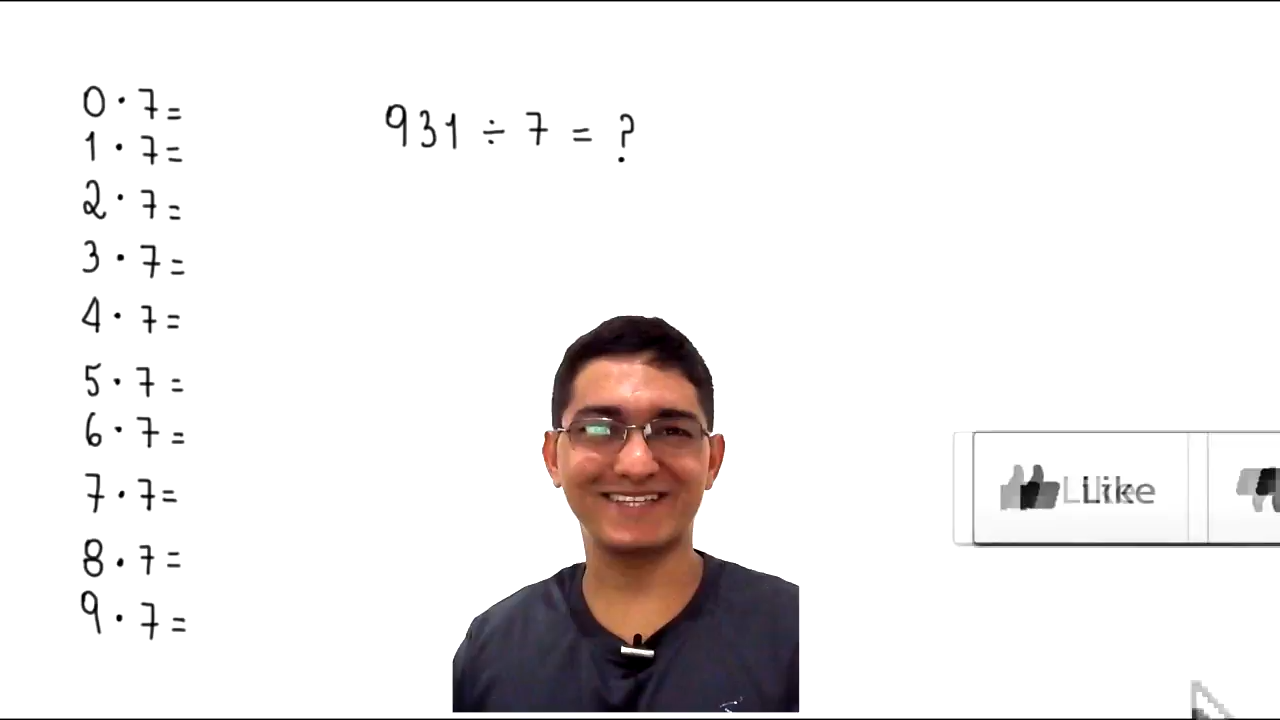 0 · 7 =
1 · 7 =
2 · 7 =
3 · 7 =
4 · 7 =
5 · 7 =
6 · 7 =
7 · 7 =
8 · 7 =
9 · 7 =
931 ÷ 7 = ?
Like